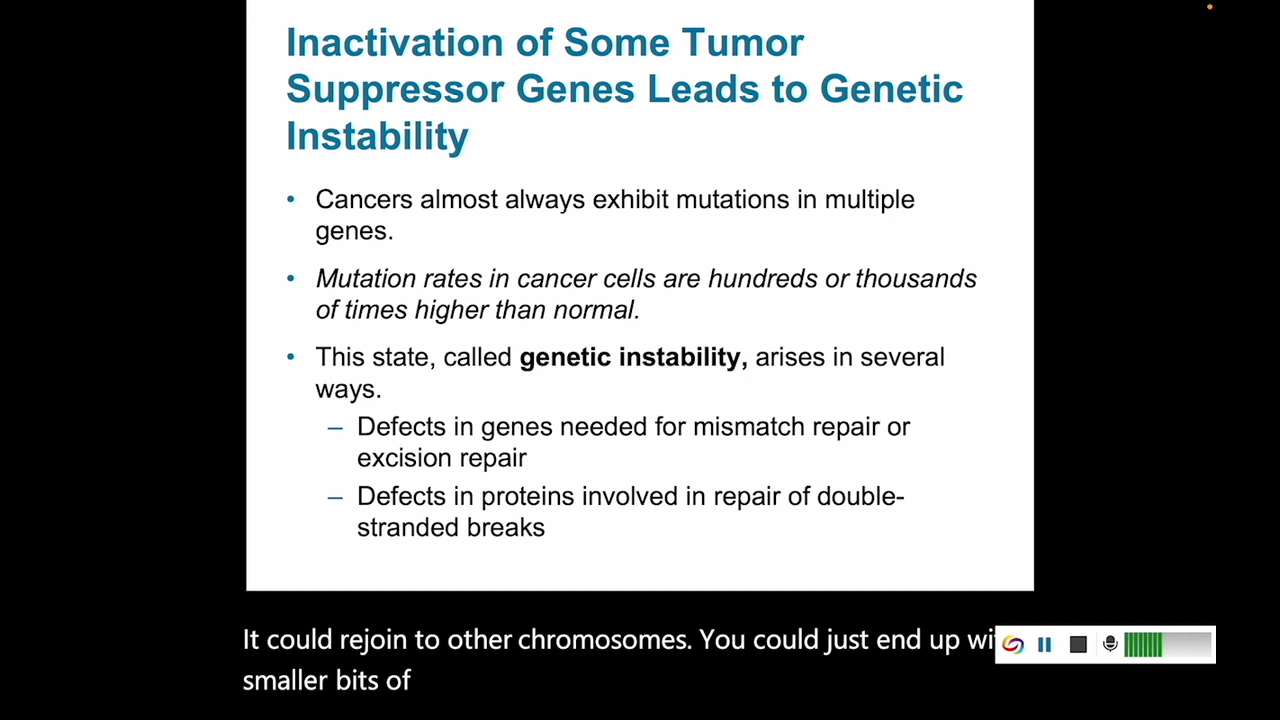 Inactivation of Some Tumor
Suppressor Genes Leads to Genetic
Instability
• Cancers almost always exhibit mutations in multiple
genes.
• Mutation rates in cancer cells are hundreds or thousands
of times higher than normal.
• This state, called genetic instability, arises in several
ways.
– Defects in genes needed for mismatch repair or
excision repair
– Defects in proteins involved in repair of double-
stranded breaks
It could rejoin to other chromosomes. You could just end up
smaller bits of